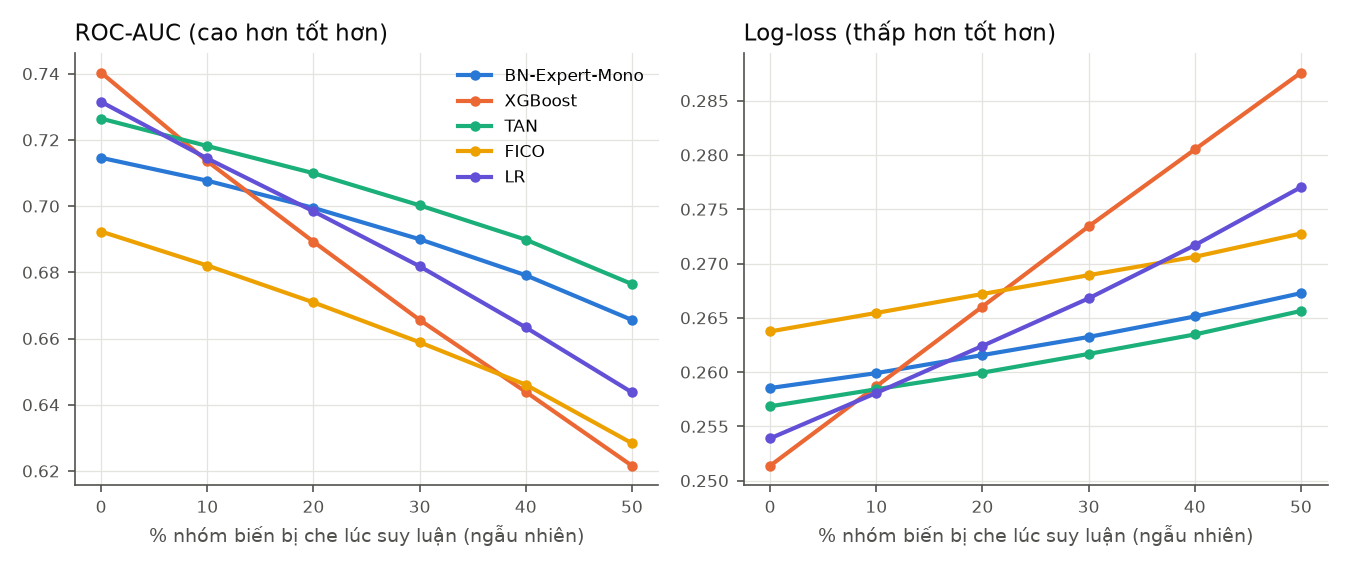 ROC-AUC (cao hơn tốt hơn)
0.74
0.72
0.70
0.68
0.66
0.64
0.62
BN-Expert-Mono
XGBoost
TAN
FICO
LR
0 10 20 30 40 50
% nhóm biến bị che lúc suy luận (ngẫu nhiên)
Log-loss (thấp hơn tốt hơn)
0.285
0.280
0.275
0.270
0.265
0.260
0.255
0.250
0 10 20 30 40 50
% nhóm biến bị che lúc suy luận (ngẫu nhiên)